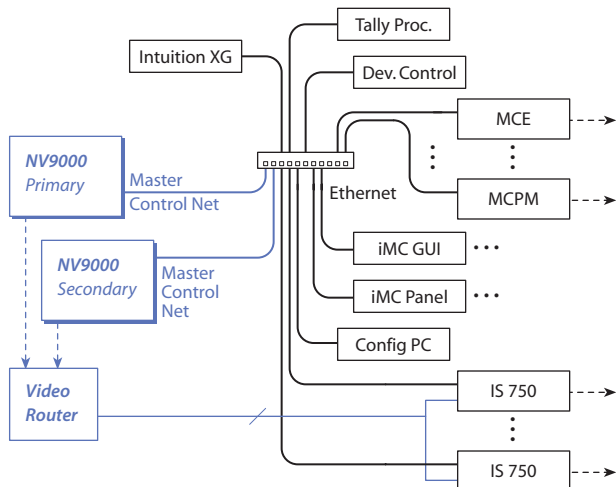 Tally Proc.
Intuition XG
Dev. Control
MCE
NV9000
Primary
Master
Control Net
Ethernet
MCPM
NV9000
Secondary
Master
Control
Net
iMC GUI
iMC Panel
Config PC
Video
Router
IS 750
IS 750